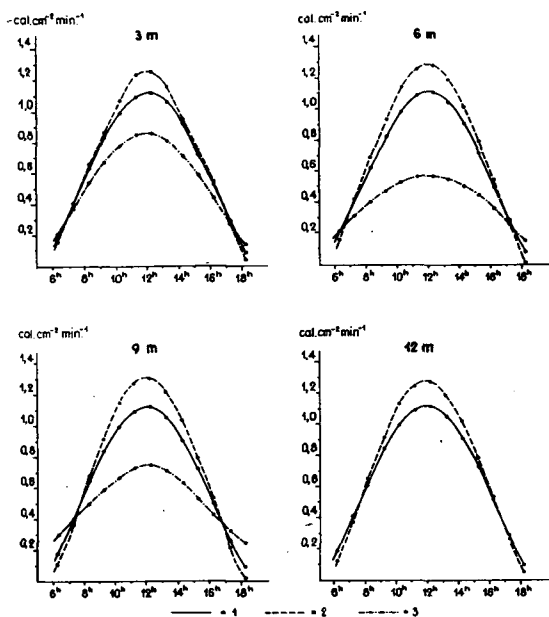 cal.cm⁻² min⁻¹
3 m
1,4
1,2
1,0
0,8
0,6
0,4
0,2
6ʰ 8ʰ 10ʰ 12ʰ 14ʰ 16ʰ 18ʰ
cal.cm⁻² min⁻¹
6 m
1,4
1,2
1,0
0,8
0,6
0,4
0,2
6ʰ 8ʰ 10ʰ 12ʰ 14ʰ 16ʰ 18ʰ
cal.cm⁻² min⁻¹
9 m
1,4
1,2
1,0
0,8
0,6
0,4
0,2
6ʰ 8ʰ 10ʰ 12ʰ 14ʰ 16ʰ 18ʰ
cal.cm⁻² min⁻¹
12 m
1,4
1,2
1,0
0,8
0,6
0,4
0,2
6ʰ 8ʰ 10ʰ 12ʰ 14ʰ 16ʰ 18ʰ
= 1 = 2 = 3